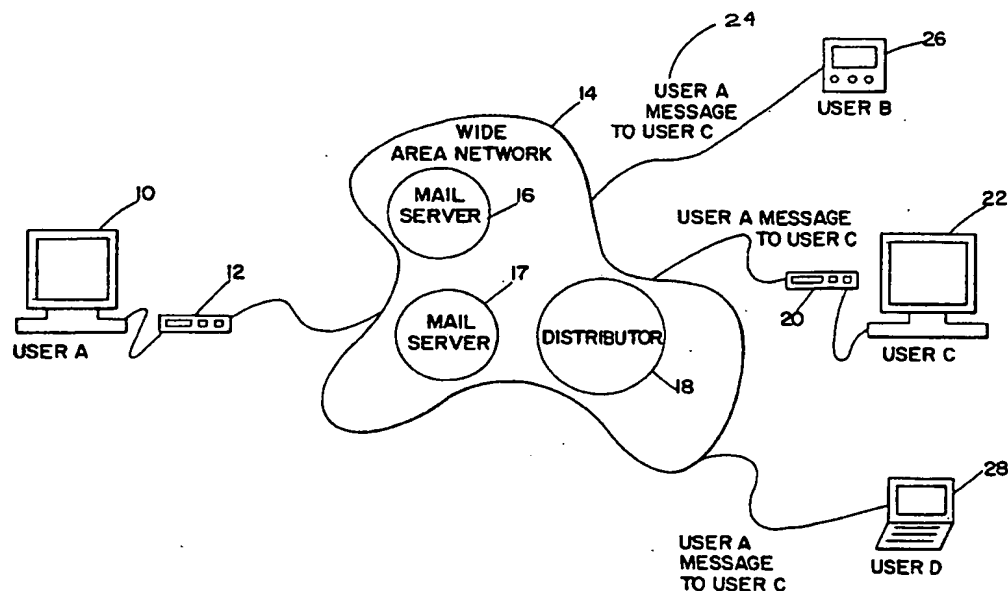 24
USER A
MESSAGE
TO USER C
26
USER B
14
WIDE
AREA NETWORK
10
MAIL
SERVER
16
USER A MESSAGE
TO USER C
22
12
17
MAIL
SERVER
DISTRIBUTOR
18
20
USER A
USER C
28
USER A
MESSAGE
TO USER C
USER D